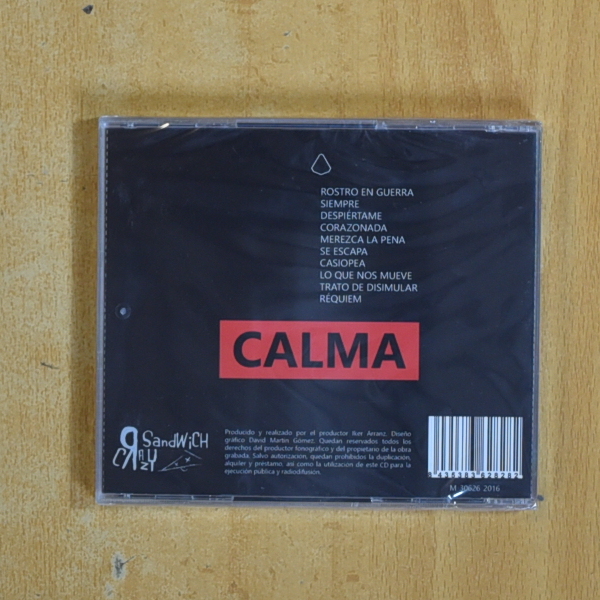 ROSTRO EN GUERRA
SIEMPRE
DESPIÉRTAME
CORAZONADA
MEREZCA LA PENA
SE ESCAPA
CASIOPEA
LO QUE NOS MUEVE
TRATO DE DISIMULAR
RÉQUIEM
CALMA
SandWiCH
CRAZY
Producido y realizado por el productor Iker Arranz. Diseño
gráfico David Martín Gómez. Quedan reservados todos los
derechos del productor fonográfico y del propietario de la obra
grabada. Salvo autorización, quedan prohibidos la duplicación,
alquiler y préstamo, así como la utilización de este CD para la
ejecución pública y radiodifusión.
M 10626 2016